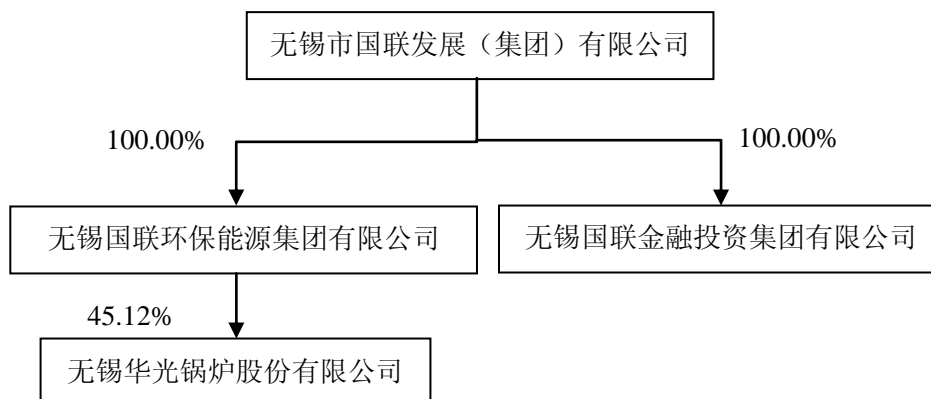 无锡市国联发展（集团）有限公司
100.00%
100.00%
无锡国联环保能源集团有限公司
无锡国联金融投资集团有限公司
45.12%
无锡华光锅炉股份有限公司